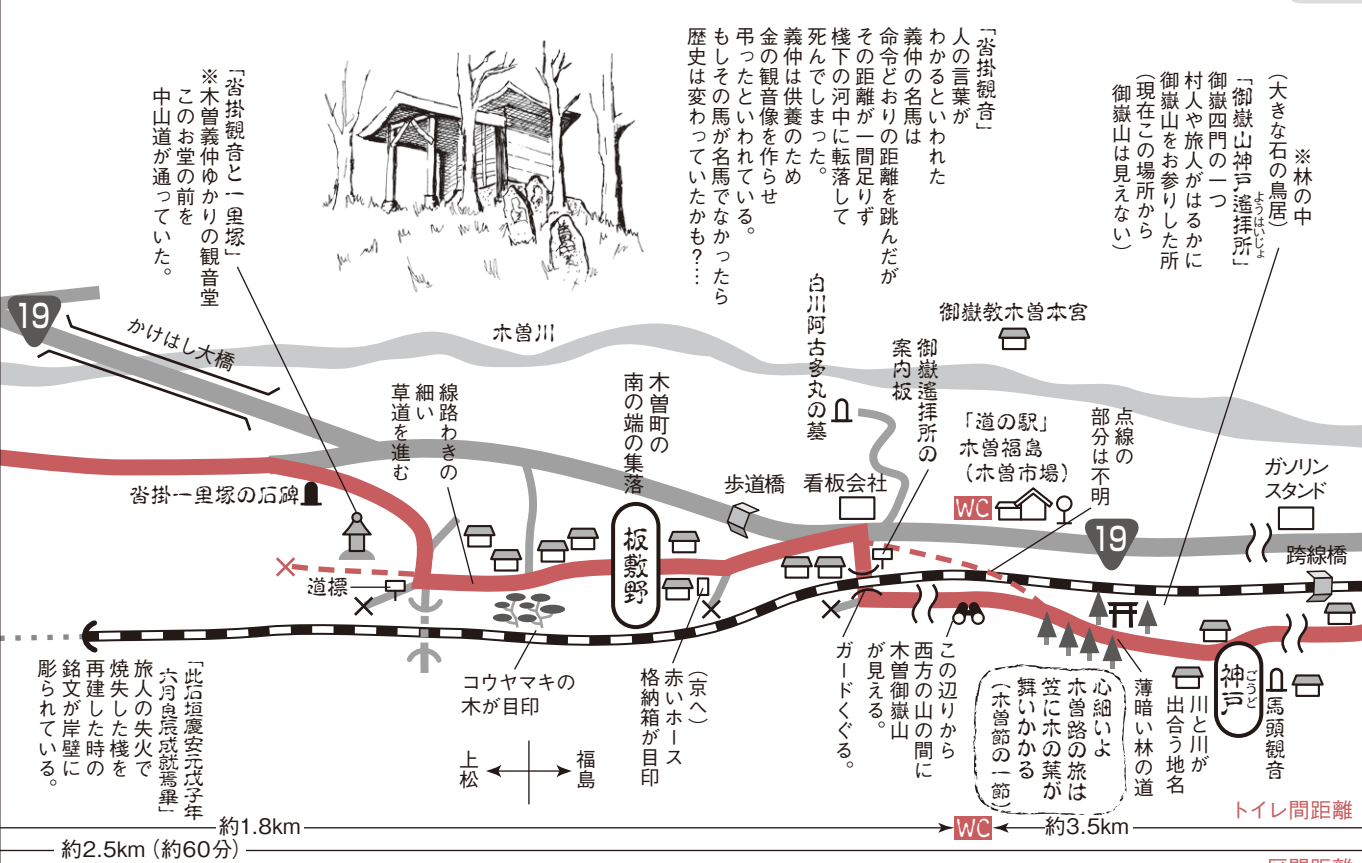 ※林の中
(大きな石の鳥居)
「御嶽山神戸遙拝所」
ようはいじょ
御嶽四門の一つ
村人や旅人がはるかに
御嶽山をお参りした所
(現在この場所から
御嶽山は見えない)
「沓掛観音」
人の言葉が
わかるといわれた
義仲の名馬は
命令どおりの距離を跳んだが
その距離が一間足りず
棧下の河中に転落して
死んでしまった。
義仲は供養のため
金の観音像を作らせ
弔ったといわれている。
もしその馬が名馬でなかったら
歴史は変わっていたかも?…
「沓掛観音と一里塚」
※木曽義仲ゆかりの観音堂
このお堂の前を
中山道が通っていた。
19
かけはし大橋
木曽川
白川阿古多丸の墓
御嶽教木曽本宮
御嶽遙拝所の
案内板
「道の駅」
木曽福島
(木曽市場)
WC
点線の
部分は不明
ガソリン
スタンド
19
跨線橋
看板会社
歩道橋
木曽町の
南の端の集落
板敷野
線路わきの
細い
草道を進む
沓掛一里塚の石碑
道標
コウヤマキの
木が目印
(京へ)
赤いホース
格納箱が目印
ガードくぐる。
この辺りから
西方の山の間に
木曽御嶽山
が見える。
心細いよ
木曽路の旅は
笠に木の葉が
舞いかかる
(木曽節の一節)
薄暗い林の道
川と川が
出合う地名
神戸
ごうど
馬頭観音
「此石垣慶安元戊子年
六月良辰成就焉畢」
旅人の失火で
焼失した棧を
再建した時の
銘文が岸壁に
彫られている。
上松
福島
トイレ間距離
約1.8km
WC
約3.5km
約2.5km(約60分)